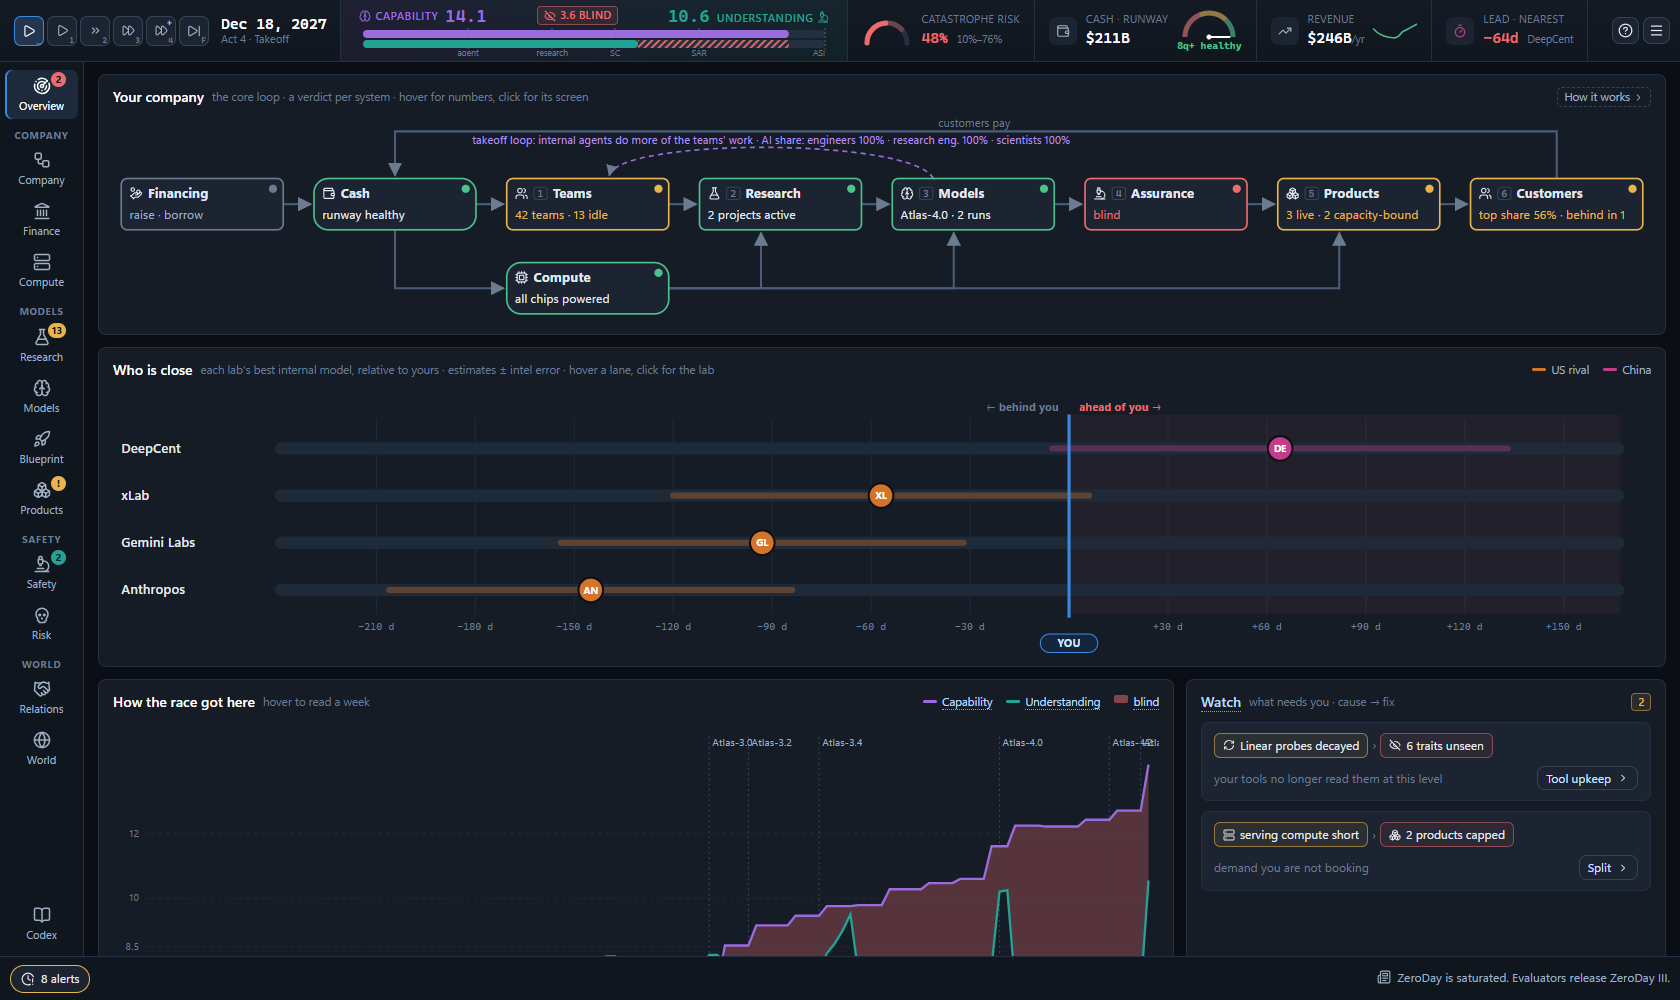 Dec 18, 2027
Act 4 · Takeoff
1
2
3
4
F
CAPABILITY 14.1
3.6 BLIND
10.6 UNDERSTANDING
agent
research
SC
SAR
ASI
CATASTROPHE RISK
48% 10%–76%
CASH · RUNWAY
$211B
8q+ healthy
REVENUE
$246B/yr
LEAD · NEAREST
−64d DeepCent
2
Overview
COMPANY
Company
Finance
Compute
MODELS
13
Research
Models
Blueprint
!
Products
SAFETY
2
Safety
Risk
WORLD
Relations
World
Codex
Your company the core loop · a verdict per system · hover for numbers, click for its screen
How it works ›
customers pay
takeoff loop: internal agents do more of the teams' work · AI share: engineers 100% · research eng. 100% · scientists 100%
Financing
raise · borrow
Cash
runway healthy
1 Teams
42 teams · 13 idle
2 Research
2 projects active
3 Models
Atlas-4.0 · 2 runs
4 Assurance
blind
5 Products
3 live · 2 capacity-bound
6 Customers
top share 56% · behind in 1
Compute
all chips powered
Who is close each lab's best internal model, relative to yours · estimates ± intel error · hover a lane, click for the lab
US rival
China
← behind you
ahead of you →
DeepCent
DE
xLab
XL
Gemini Labs
GL
Anthropos
AN
−210 d
−180 d
−150 d
−120 d
−90 d
−60 d
−30 d
+30 d
+60 d
+90 d
+120 d
+150 d
YOU
How the race got here hover to read a week
Capability
Understanding
blind
Atlas-3.0
Atlas-3.2
Atlas-3.4
Atlas-4.0
12
10
8.5
Watch what needs you · cause → fix
2
Linear probes decayed › 6 traits unseen
your tools no longer read them at this level
Tool upkeep ›
serving compute short › 2 products capped
demand you are not booking
Split ›
8 alerts
ZeroDay is saturated. Evaluators release ZeroDay III.